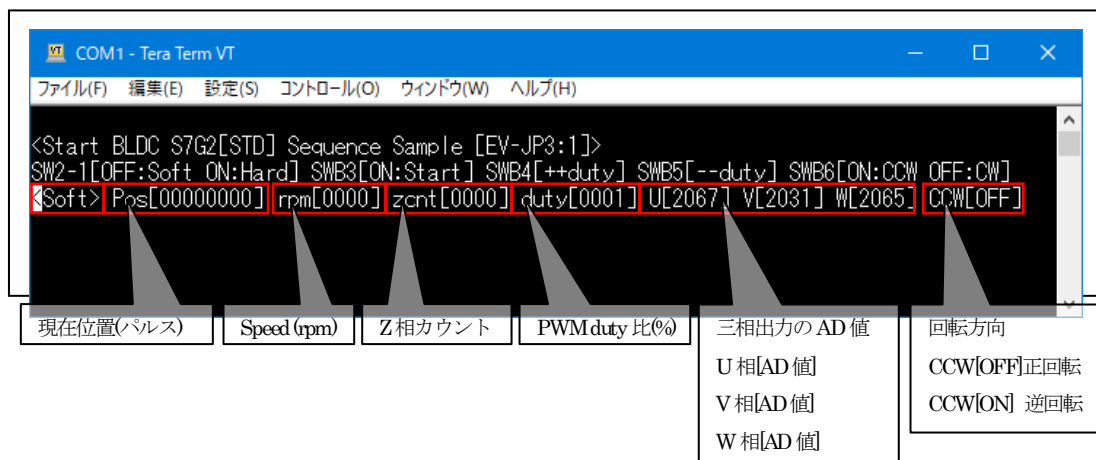 COM1 - Tera Term VT
ファイル(F) 編集(E) 設定(S) コントロール(O) ウィンドウ(W) ヘルプ(H)
<Start BLDC S7G2[STD] Sequence Sample [EV-JP3:1]>
SW2-1[OFF:Soft ON:Hard] SWB3[ON:Start] SWB4[++duty] SWB5[--duty] SWB6[ON:CCW OFF:CW]
<Soft> Pos[00000000] rpm[0000] zcnt[0000] duty[0001] U[2067] V[2031] W[2065] CCW[OFF]
現在位置(パルス)
Speed (rpm)
Z 相カウント
PWM duty 比(%)
三相出力の AD 値
U 相[AD 値]
V 相[AD 値]
W 相[AD 値]
回転方向
CCW[OFF]正回転
CCW[ON] 逆回転